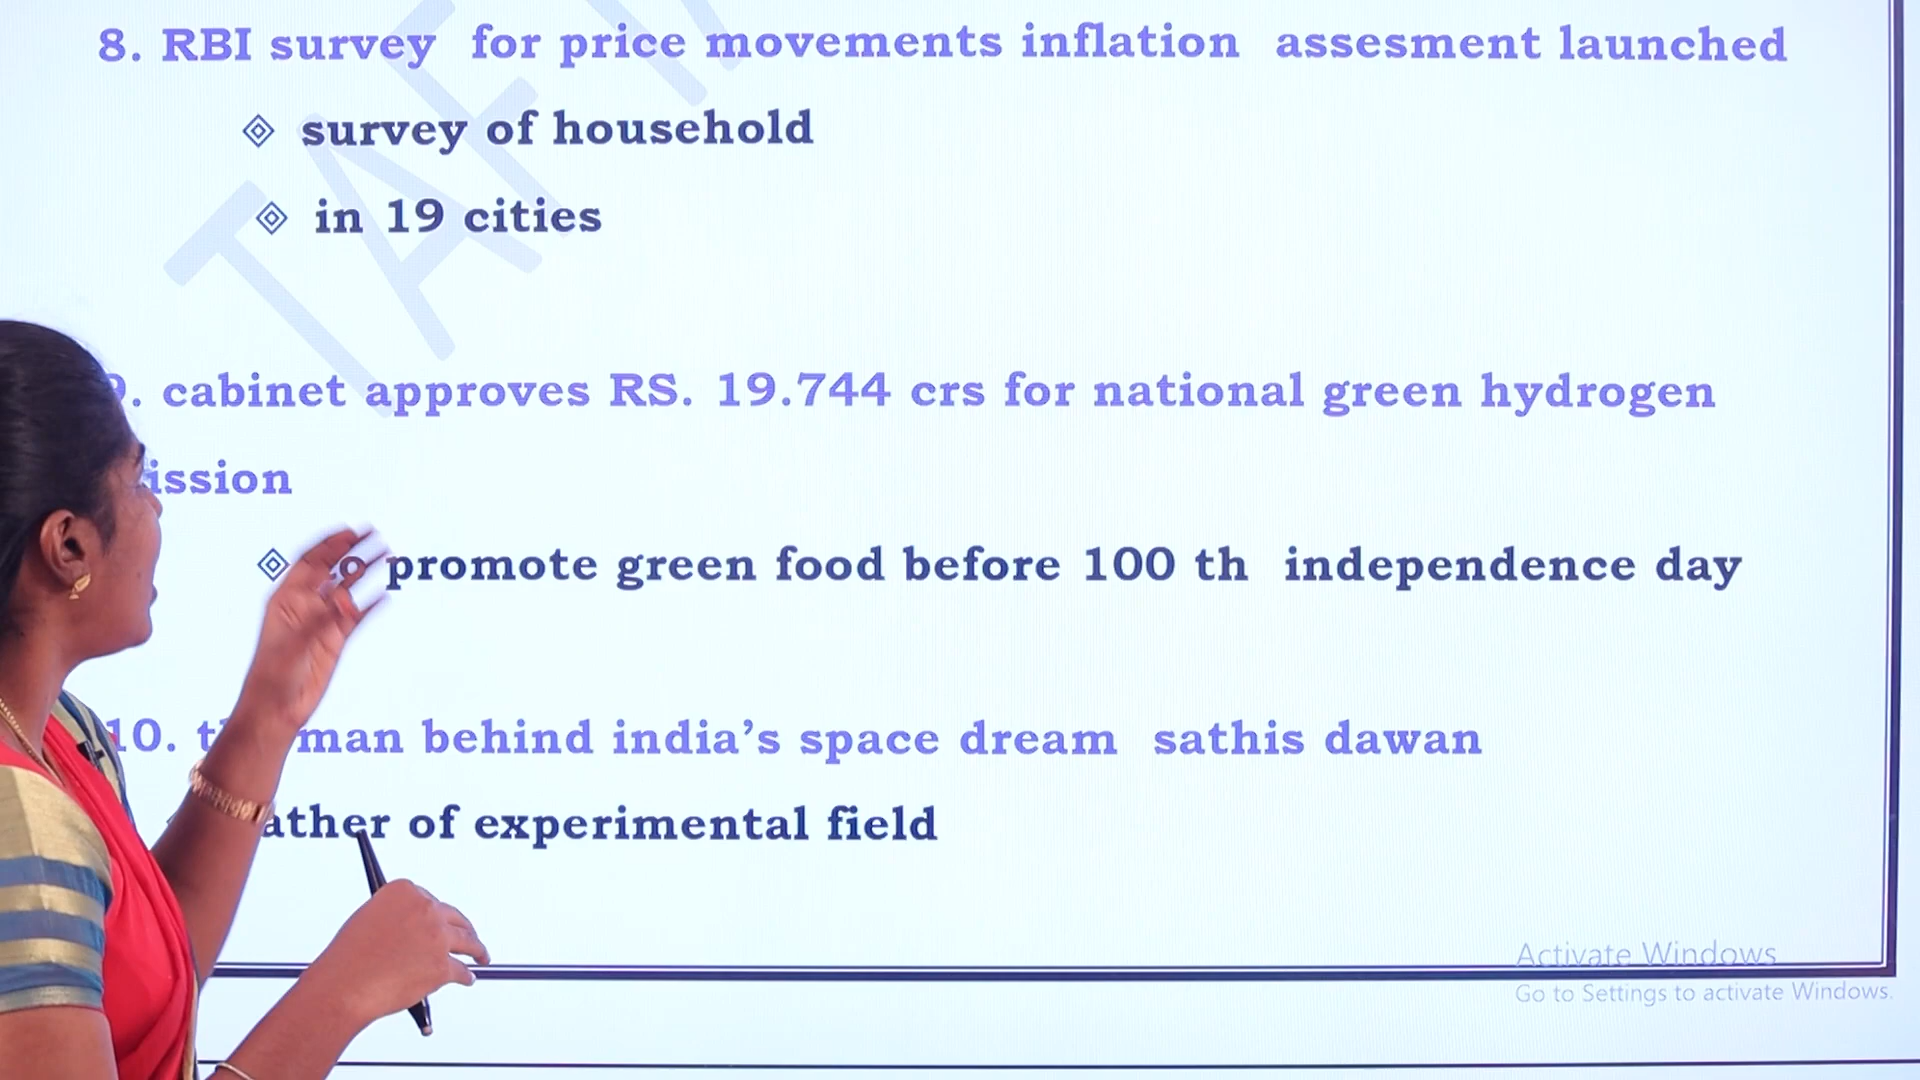 8. RBI survey for price movements inflation assesment launched
survey of household
in 19 cities
9. cabinet approves RS. 19.744 crs for national green hydrogen
ission
promote green food before 100 th independence day
10. man behind india's space dream sathis dawan
ather of experimental field
Activate Windows
Go to Settings to activate Windows.